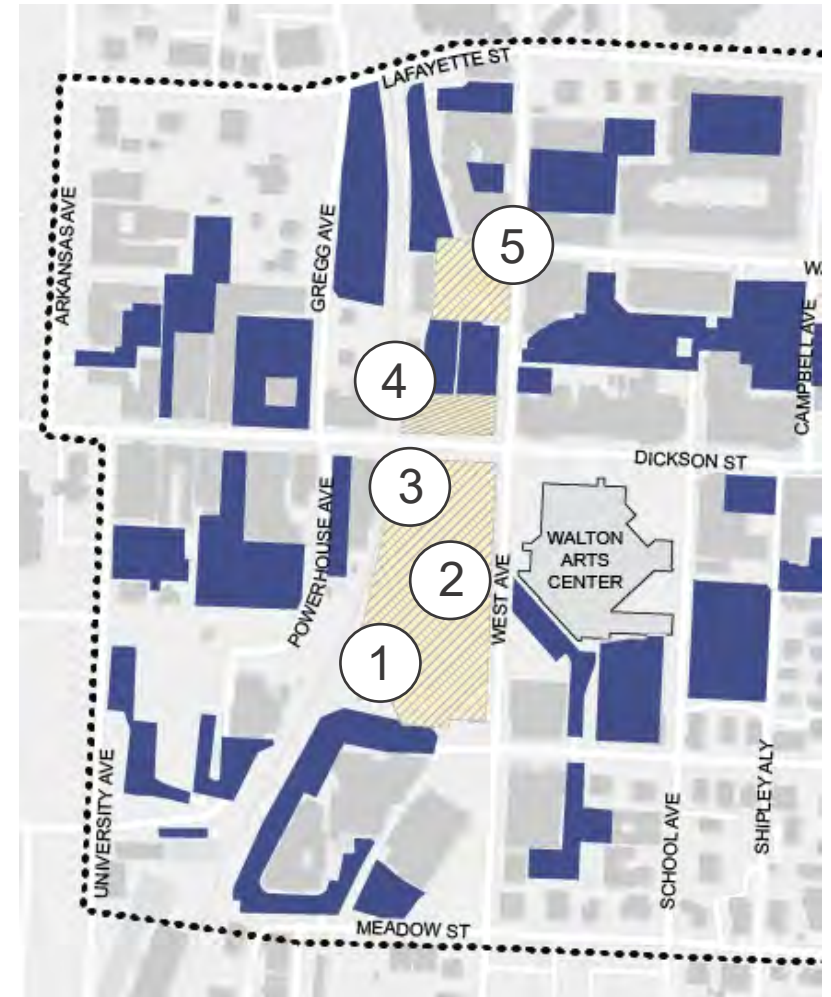 LAFAYETTE ST
ARKANSAS AVE
GREGG AVE
5
CAMPBELL AVE
4
DICKSON ST
3
POWERHOUSE AVE
WALTON
ARTS
CENTER
2
WEST AVE
1
UNIVERSITY AVE
SCHOOL AVE
SHIPLEY ALY
MEADOW ST